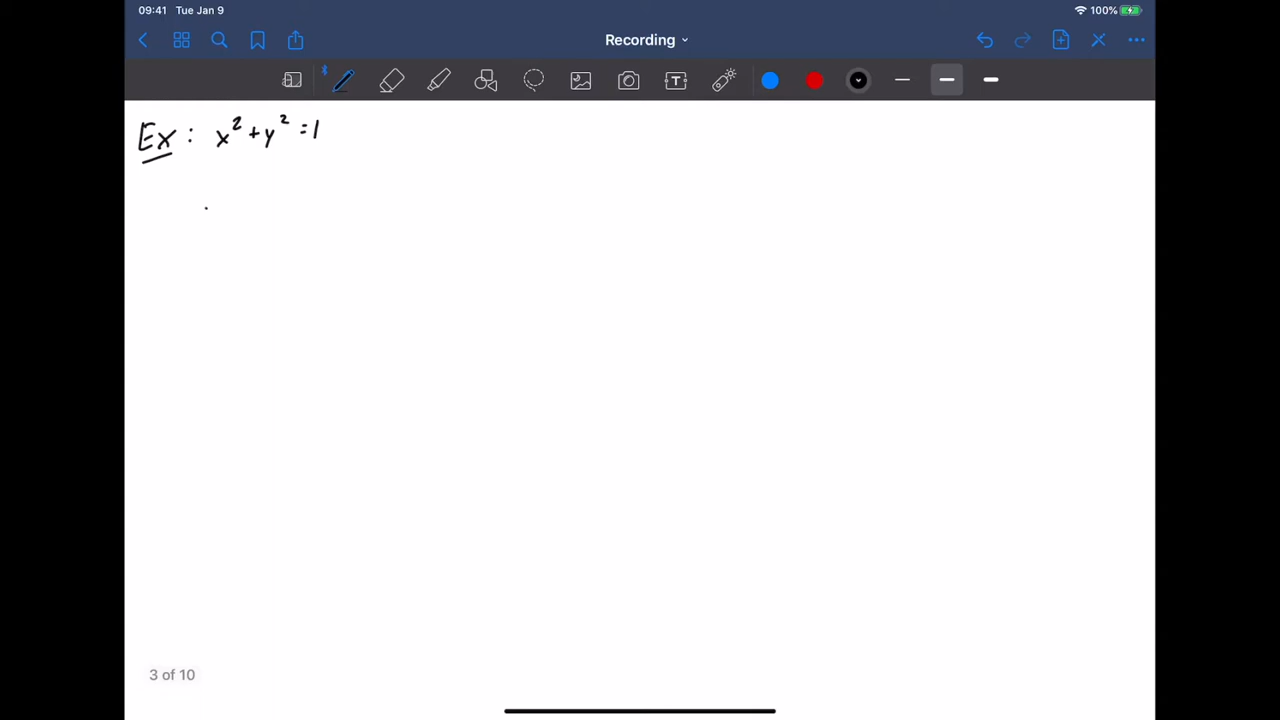 09:41 Tue Jan 9 100%
Recording
T
Ex : x² + y² = 1
3 of 10